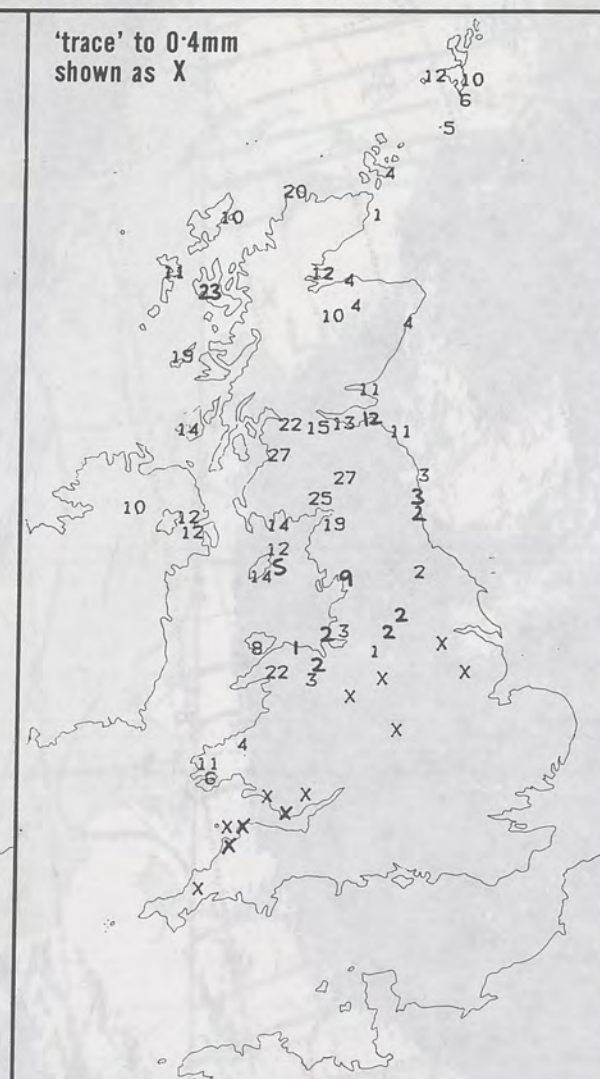 ‘trace’ to 0·4mm
shown as X
12 10
6
5
4
20
10 1
11 12
23 4
10 4
4
19
11
14 22 15 13 12
11
27
27 3
25 3
10 12 14 19 2
12
12
S
14 9 2
2
2 3 2
8 1 1 X
22 2 X
3 X
X
X
4
11
6
X X
X
X X
X
X